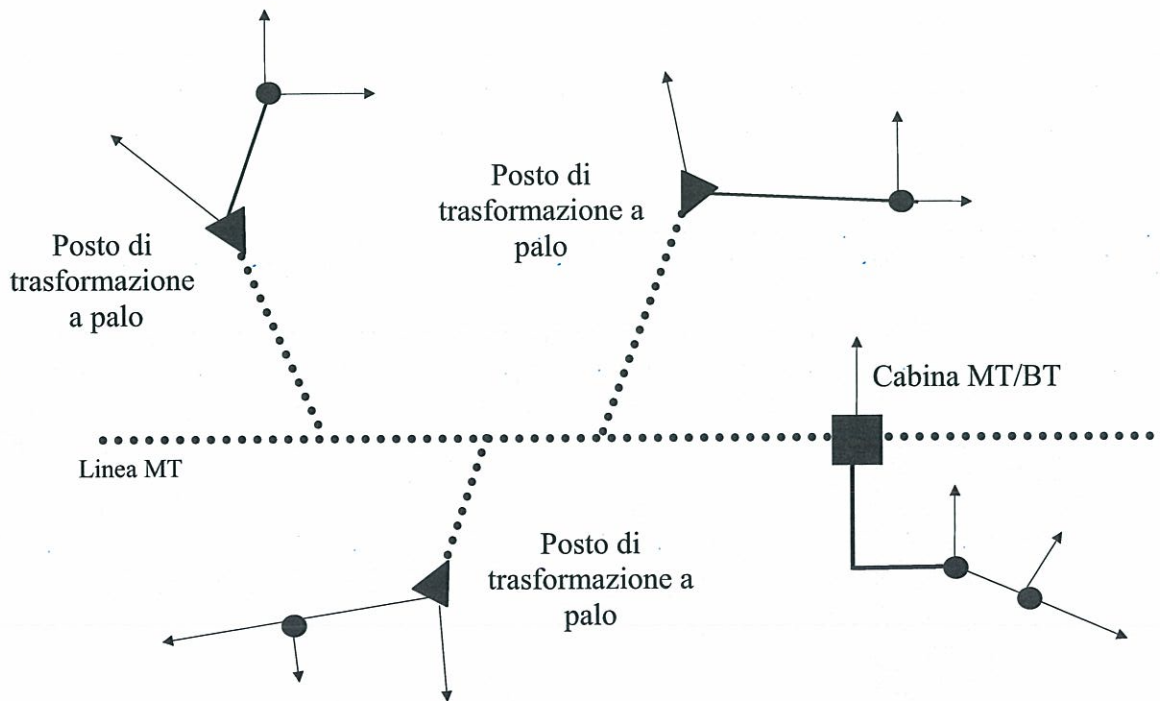 Posto di
trasformazione
a palo
Posto di
trasformazione a
palo
Cabina MT/BT
Linea MT
Posto di
trasformazione a
palo